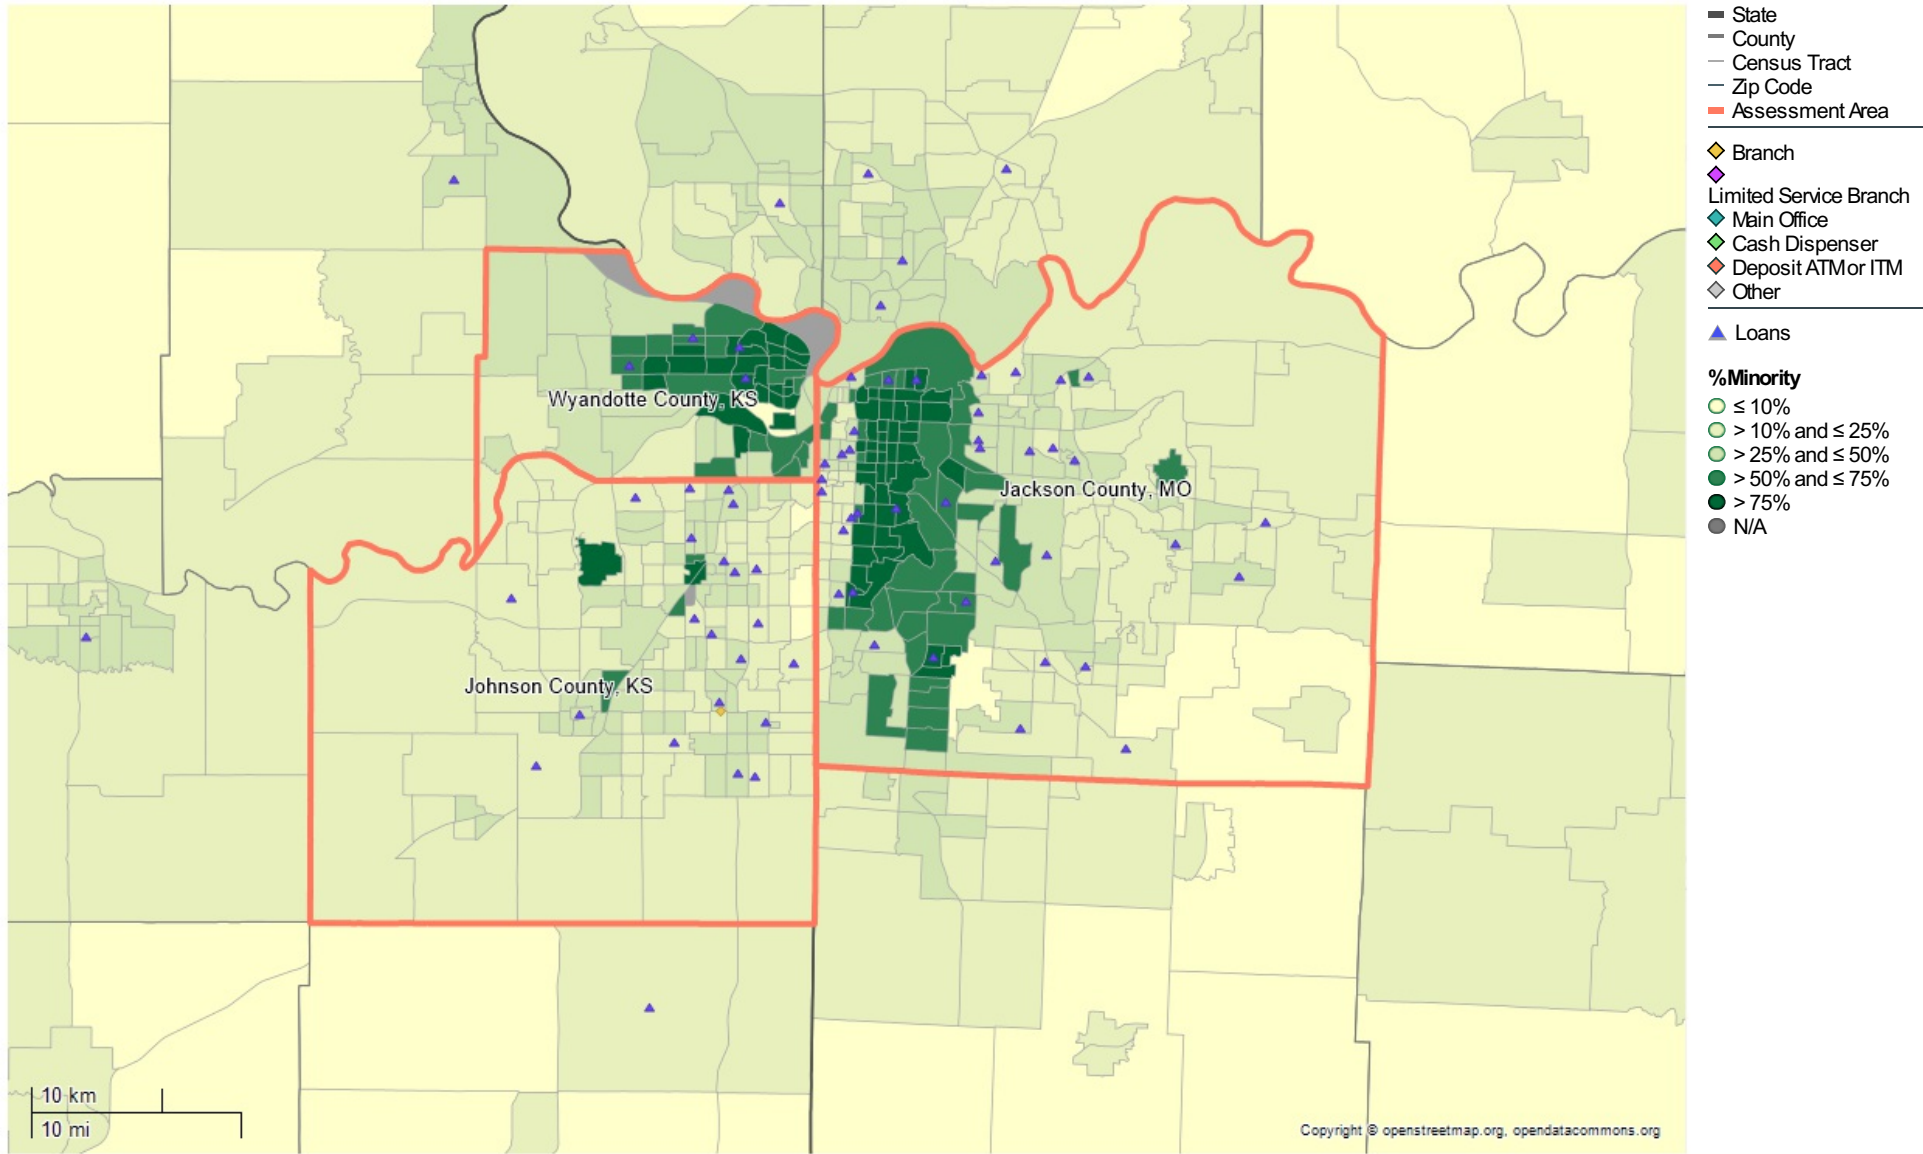 State
County
Census Tract
Zip Code
Assessment Area
Branch
Limited Service Branch
Main Office
Cash Dispenser
Deposit ATM or ITM
Other
Loans
%Minority
≤ 10%
> 10% and ≤ 25%
> 25% and ≤ 50%
> 50% and ≤ 75%
> 75%
N/A
Wyandotte County, KS
Jackson County, MO
Johnson County, KS
10 km
10 mi
Copyright © openstreetmap.org, opendatacommons.org